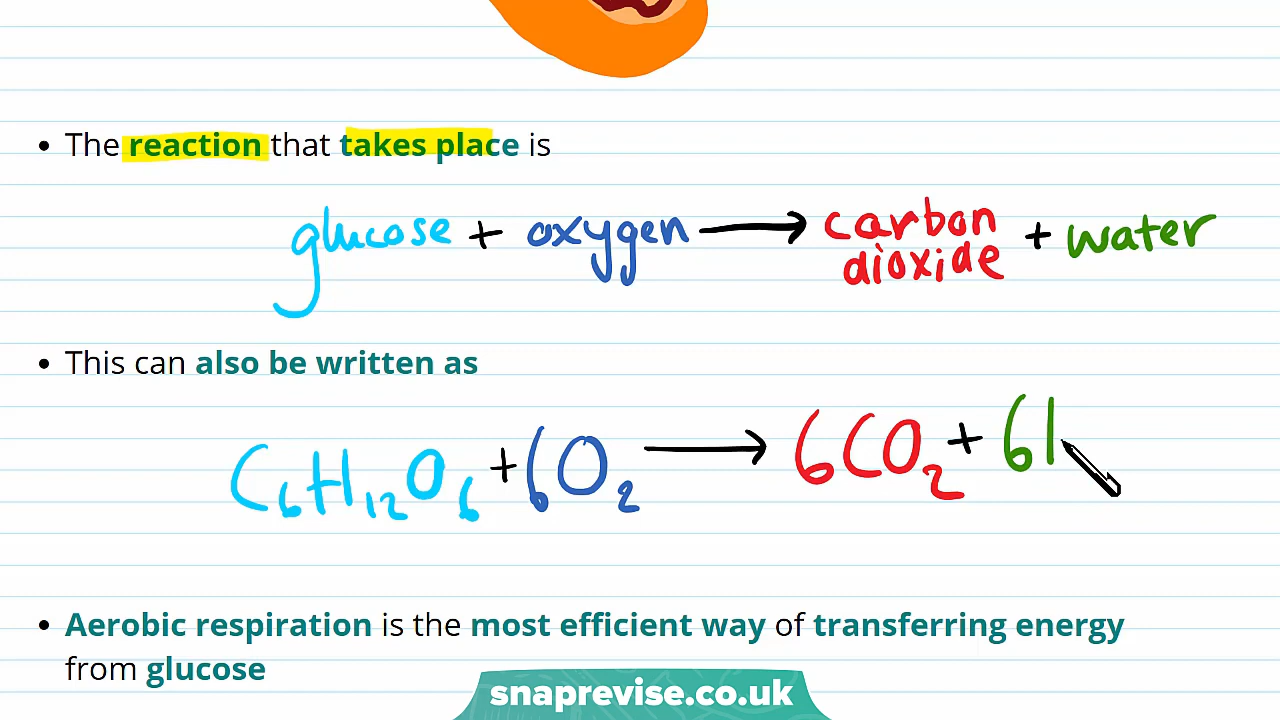 • The reaction that takes place is
glucose + oxygen → carbon dioxide + water
• This can also be written as
C₆H₁₂O₆ + 6O₂ → 6CO₂ + 6l
• Aerobic respiration is the most efficient way of transferring energy
from glucose
snaprevise.co.uk